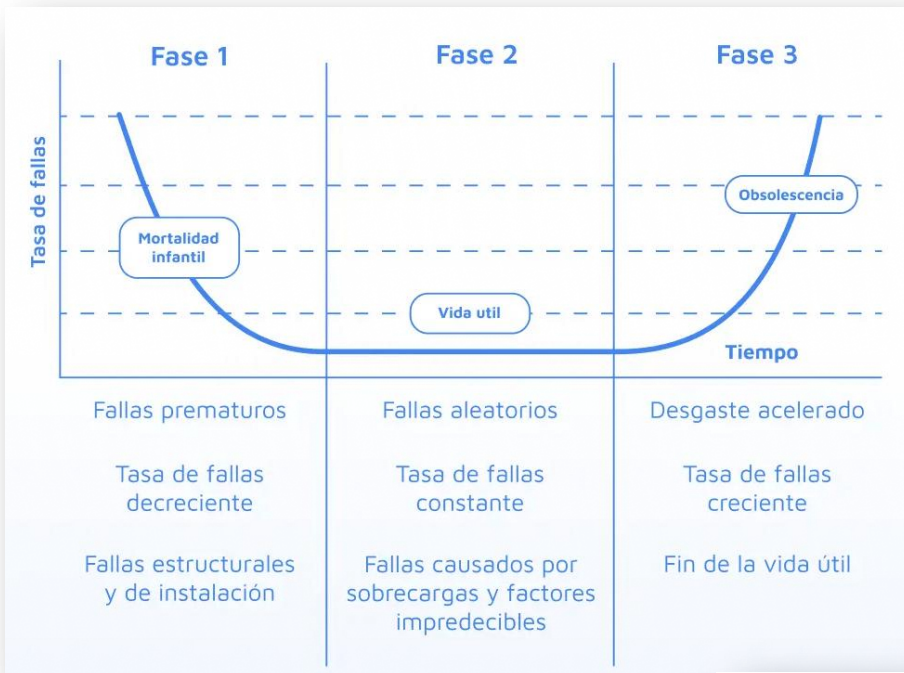 Fase 1
Fase 2
Fase 3
Tasa de fallas
Mortalidad
infantil
Vida util
Obsolescencia
Tiempo
Fallas prematuros
Tasa de fallas
decreciente
Fallas estructurales
y de instalación
Fallas aleatorios
Tasa de fallas
constante
Fallas causados por
sobrecargas y factores
impredecibles
Desgaste acelerado
Tasa de fallas
creciente
Fin de la vida útil